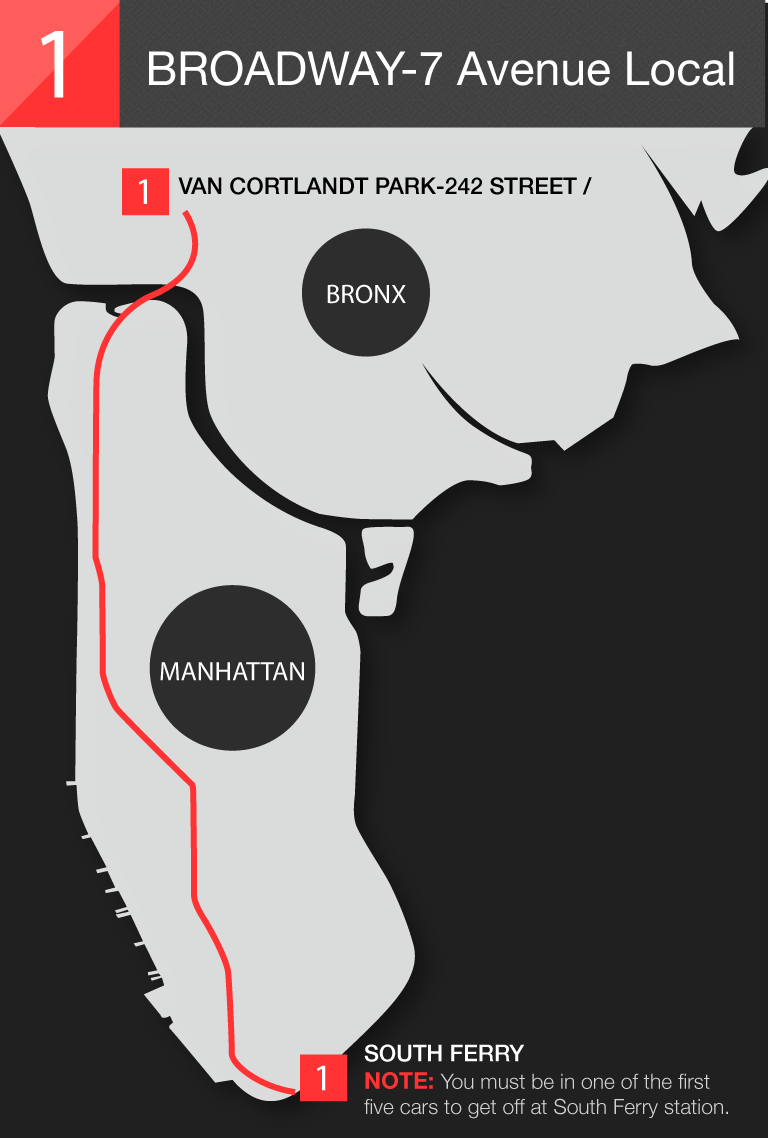 1
BROADWAY-7 Avenue Local
1 VAN CORTLANDT PARK-242 STREET /
BRONX
MANHATTAN
1 SOUTH FERRY
NOTE: You must be in one of the first
five cars to get off at South Ferry station.